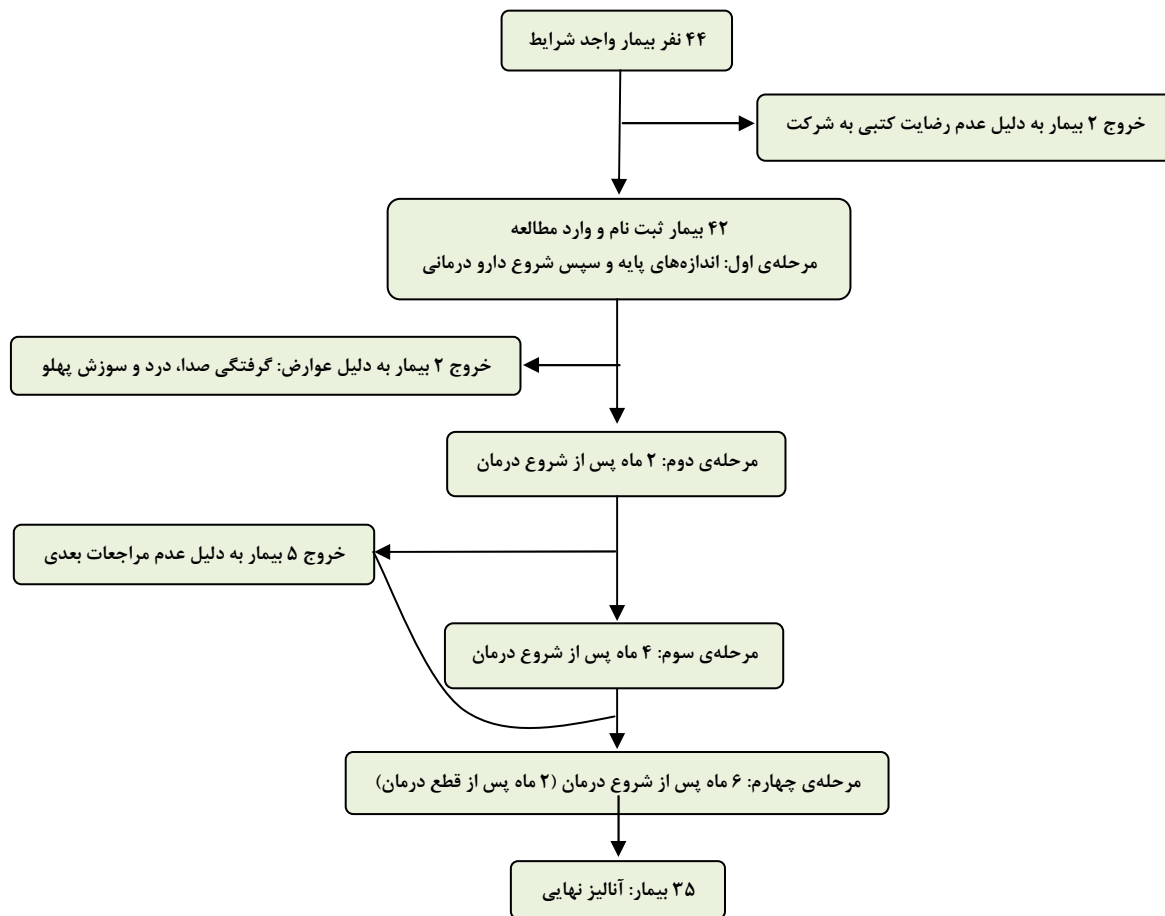 ۴۴ نفر بیمار واجد شرایط
خروج ۲ بیمار به دلیل عدم رضایت کتبی به شرکت
۴۲ بیمار ثبت نام و وارد مطالعه
مرحله‌ی اول: اندازه‌های پایه و سپس شروع دارو درمانی
خروج ۲ بیمار به دلیل عوارض: گرفتگی صدا، درد و سوزش پهلو
مرحله‌ی دوم: ۲ ماه پس از شروع درمان
خروج ۵ بیمار به دلیل عدم مراجعات بعدی
مرحله‌ی سوم: ۴ ماه پس از شروع درمان
مرحله‌ی چهارم: ۶ ماه پس از شروع درمان (۲ ماه پس از قطع درمان)
۳۵ بیمار: آنالیز نهایی